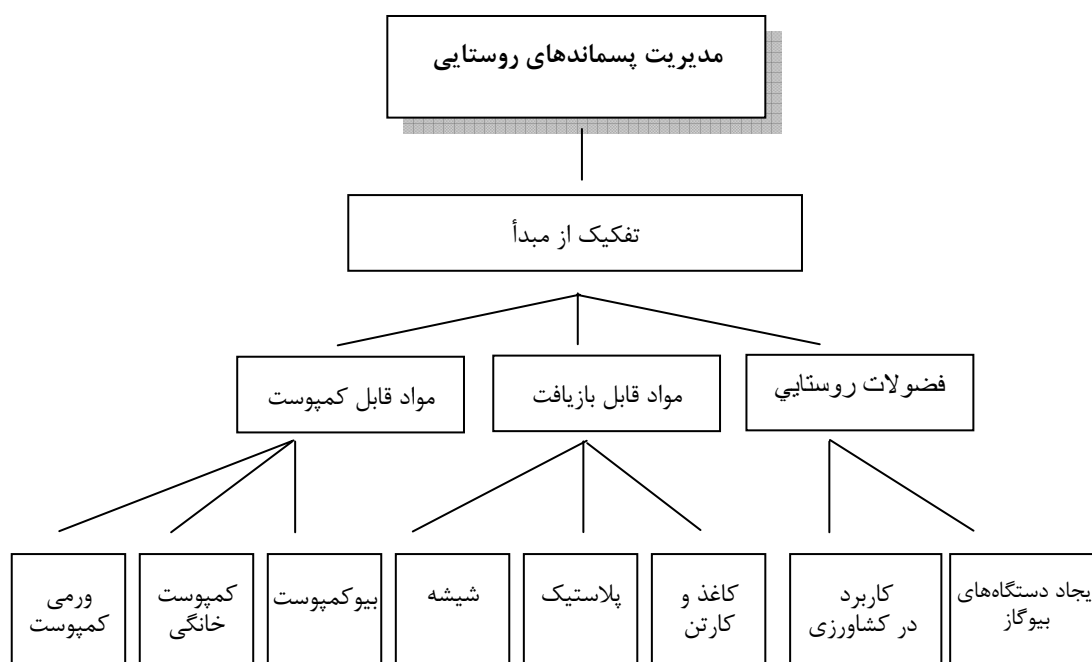 مدیریت پسماندهای روستایی
تفکیک از مبدأ
فضولات روستايي
مواد قابل بازیافت
مواد قابل کمپوست
یجاد دستگاه‌های
بیوگاز
کاربرد
در کشاورزی
کاغذ و
کارتن
پلاستیک
شیشه
بیوکمپوست
کمپوست
خانگی
ورمی
کمپوست